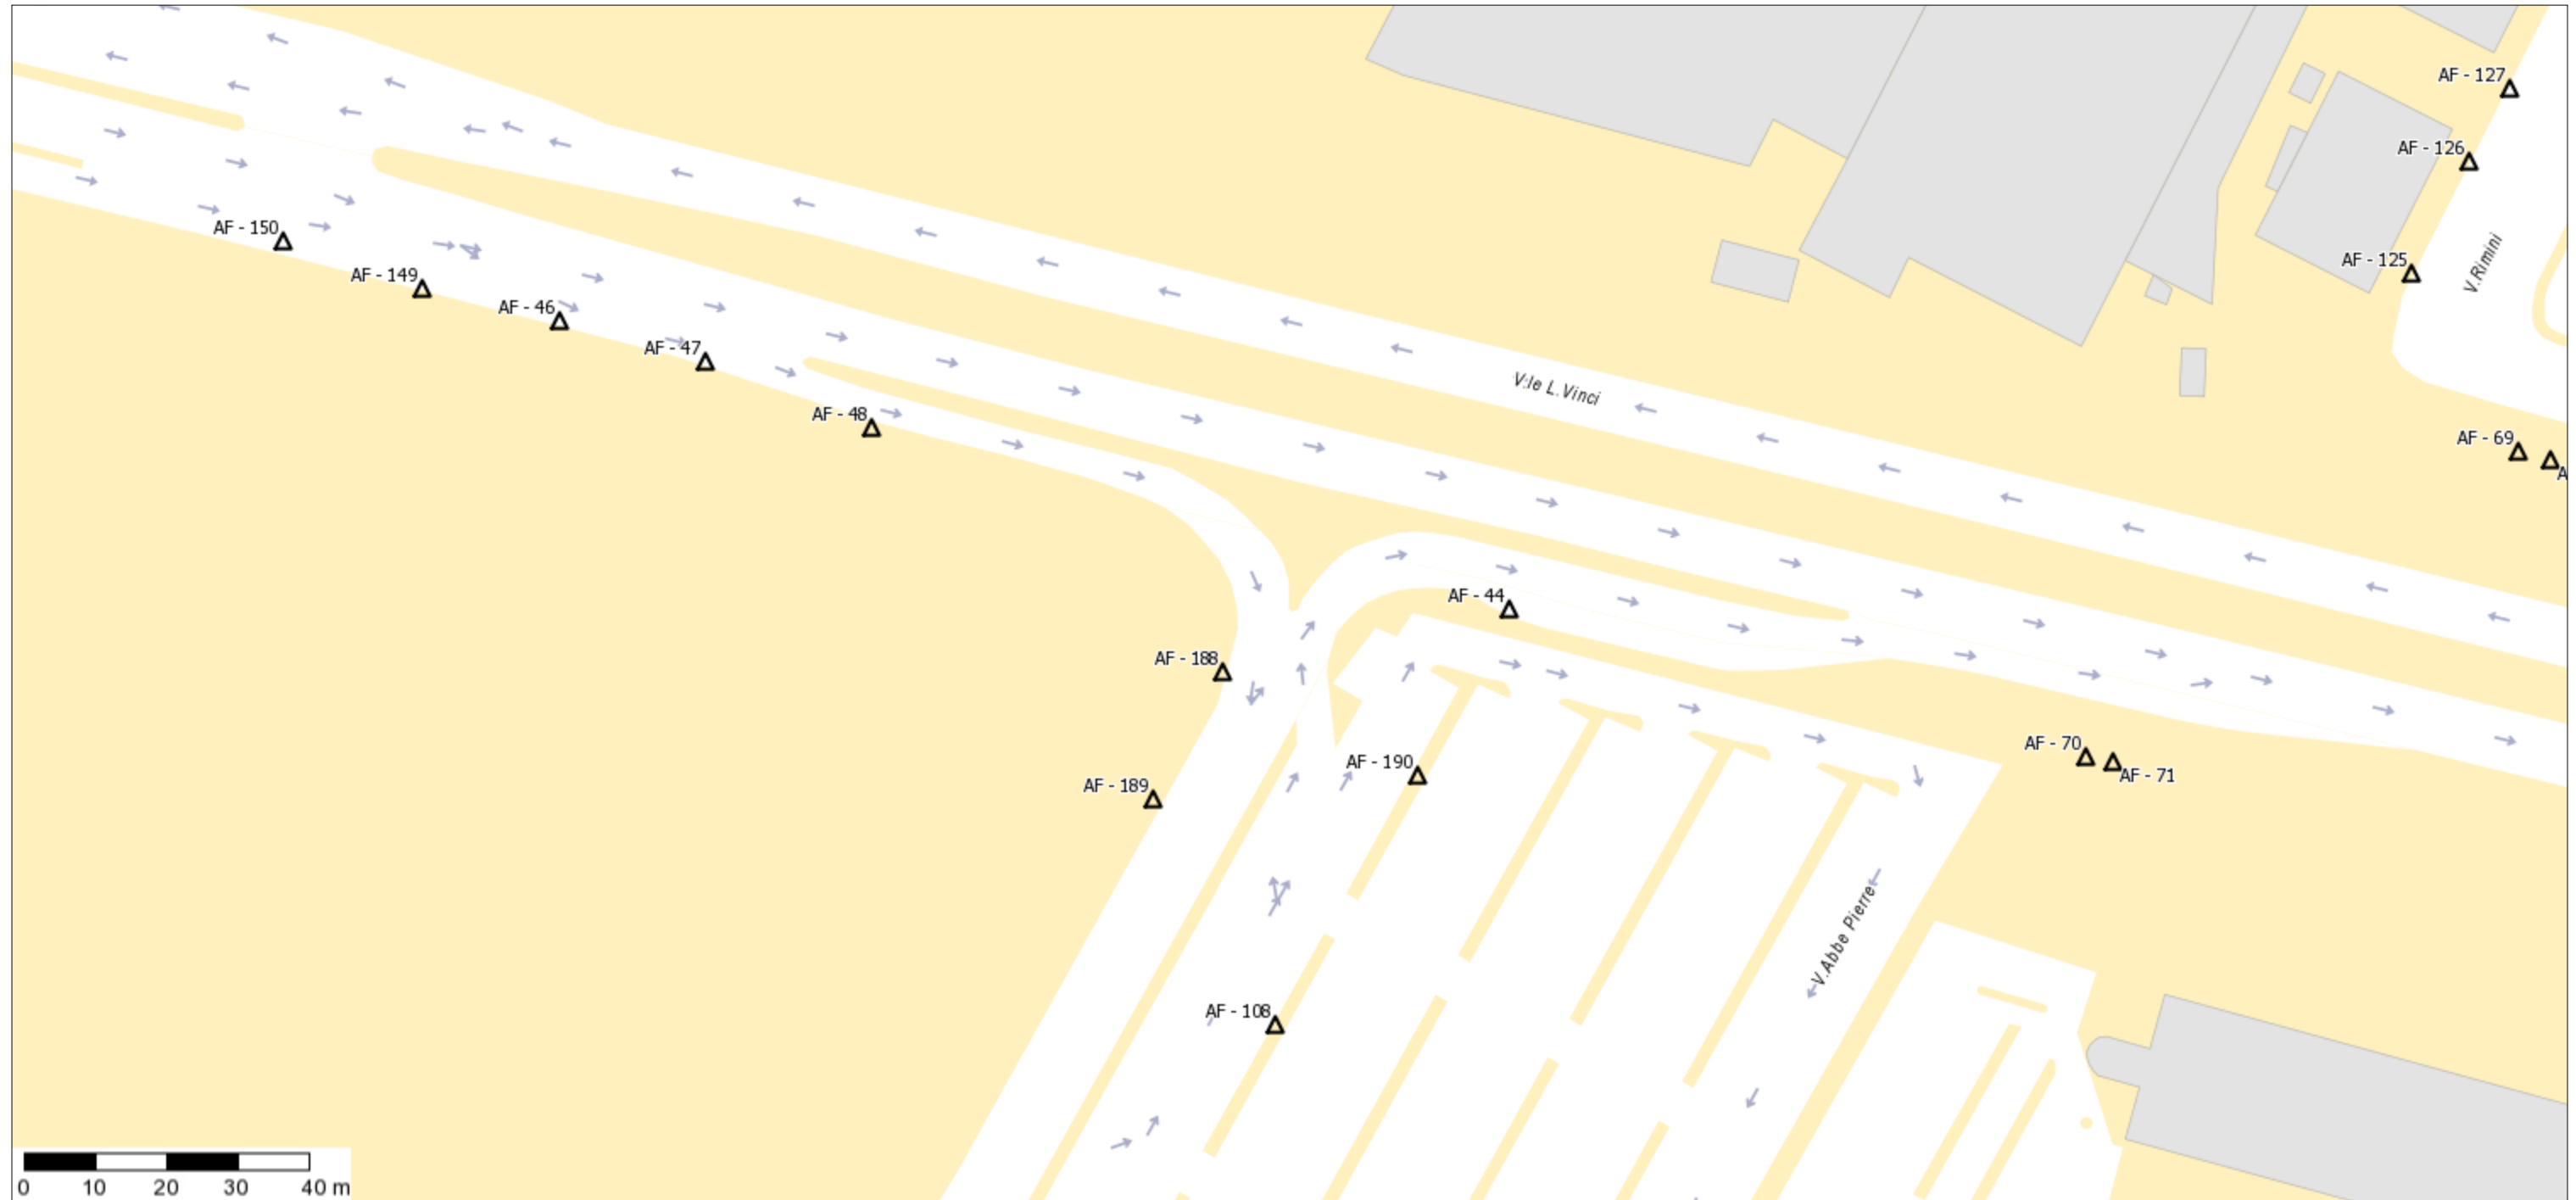 AF - 127
AF - 126
AF - 150
V.Rimini
AF - 125
AF - 149
AF - 46
AF - 47
V.le L.Vinci
AF - 48
AF - 69
A
AF - 44
AF - 188
AF - 70
AF - 190
AF - 71
AF - 189
V.Abbe Pierre
AF - 108
0 10 20 30 40 m